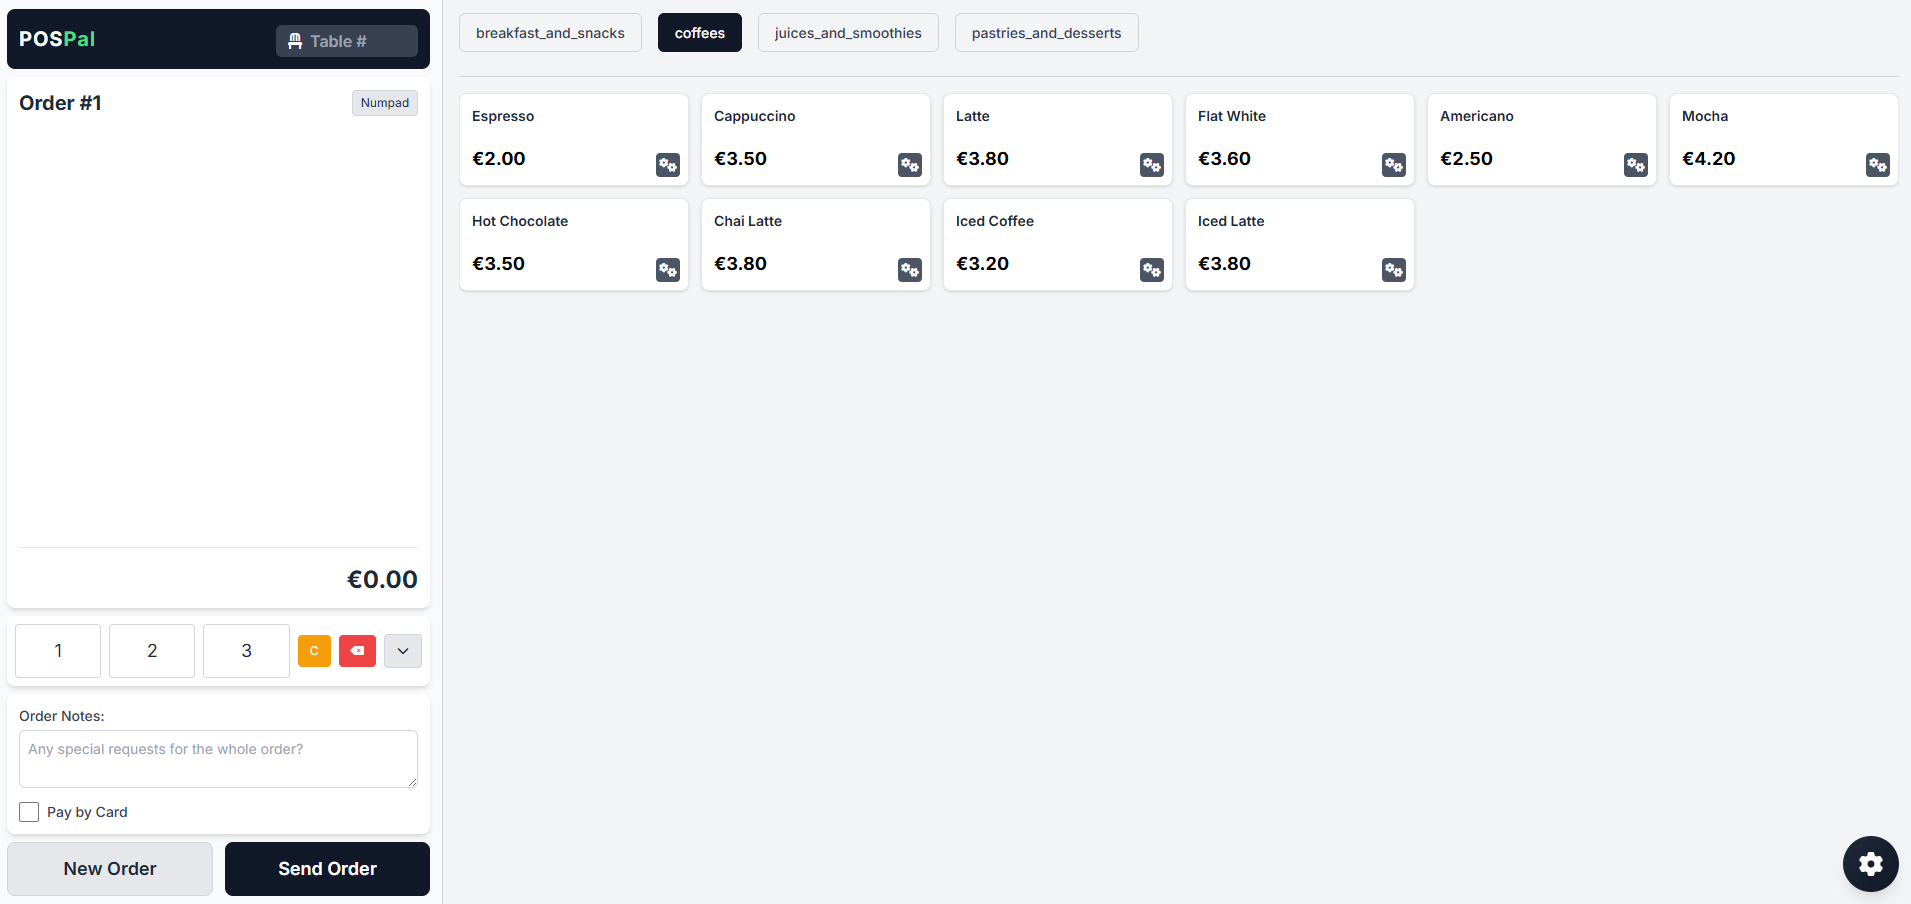 POSPal
Table #
Order #1
Numpad
€0.00
1
2
3
C
Order Notes:
Any special requests for the whole order?
Pay by Card
New Order
Send Order
breakfast_and_snacks
coffees
juices_and_smoothies
pastries_and_desserts
Espresso
€2.00
Cappuccino
€3.50
Latte
€3.80
Flat White
€3.60
Americano
€2.50
Mocha
€4.20
Hot Chocolate
€3.50
Chai Latte
€3.80
Iced Coffee
€3.20
Iced Latte
€3.80